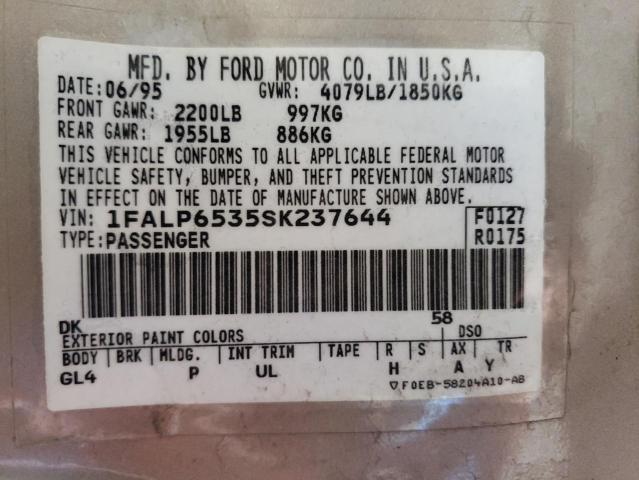 MFD. BY FORD MOTOR CO. IN U.S.A.
DATE: 06/95 GVWR: 4079LB/1850KG
FRONT GAWR: 2200LB 997KG
REAR GAWR: 1955LB 886KG
THIS VEHICLE CONFORMS TO ALL APPLICABLE FEDERAL MOTOR
VEHICLE SAFETY, BUMPER, AND THEFT PREVENTION STANDARDS
IN EFFECT ON THE DATE OF MANUFACTURE SHOWN ABOVE.
VIN: 1FALP6535SK237644 F0127
TYPE: PASSENGER R0175
DK 58
EXTERIOR PAINT COLORS DSO
BODY BRK MLDG. INT TRIM TAPE R S AX TR
GL4 P UL H A Y
▽F0EB-58204A10-AB